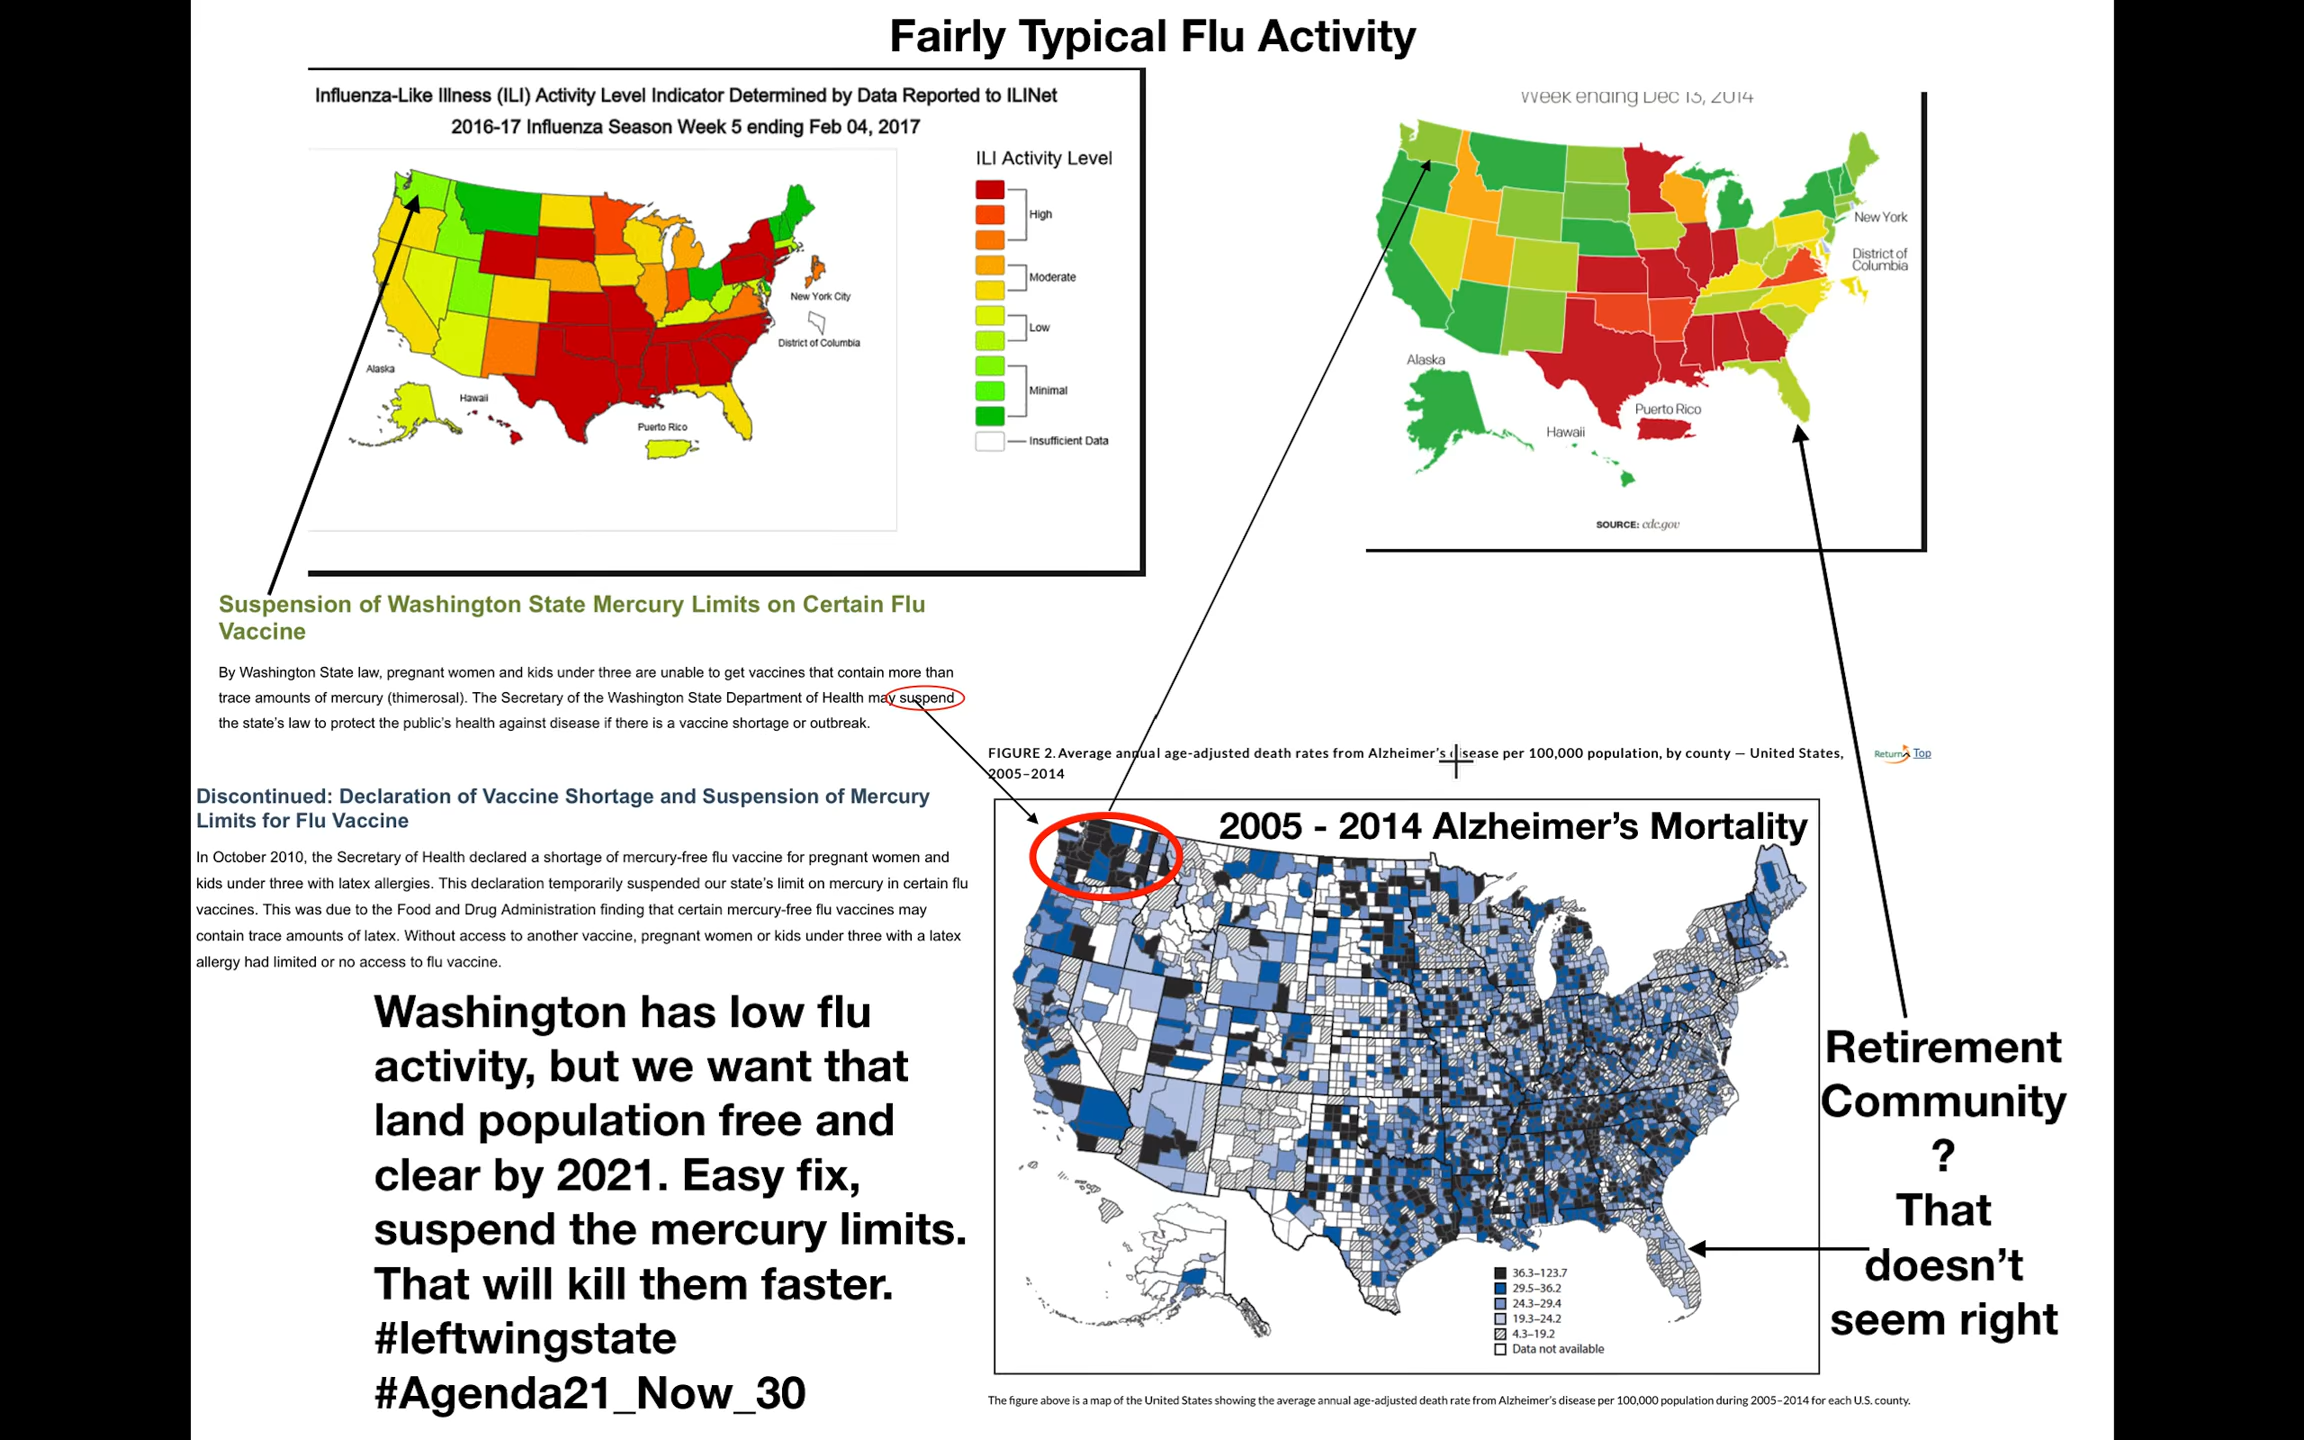 Fairly Typical Flu Activity
Influenza-Like Illness (ILI) Activity Level Indicator Determined by Data Reported to ILINet
2016-17 Influenza Season Week 5 ending Feb 04, 2017
ILI Activity Level
High
Moderate
Low
Minimal
Insufficient Data
New York City
District of Columbia
Alaska
Hawaii
Puerto Rico
Week ending Dec 13, 2014
New York
District of
Columbia
Alaska
Hawaii
Puerto Rico
SOURCE: cdc.gov
Suspension of Washington State Mercury Limits on Certain Flu
Vaccine
By Washington State law, pregnant women and kids under three are unable to get vaccines that contain more than
trace amounts of mercury (thimerosal). The Secretary of the Washington State Department of Health may suspend
the state's law to protect the public's health against disease if there is a vaccine shortage or outbreak.
Discontinued: Declaration of Vaccine Shortage and Suspension of Mercury
Limits for Flu Vaccine
In October 2010, the Secretary of Health declared a shortage of mercury-free flu vaccine for pregnant women and
kids under three with latex allergies. This declaration temporarily suspended our state's limit on mercury in certain flu
vaccines. This was due to the Food and Drug Administration finding that certain mercury-free flu vaccines may
contain trace amounts of latex. Without access to another vaccine, pregnant women or kids under three with a latex
allergy had limited or no access to flu vaccine.
Washington has low flu
activity, but we want that
land population free and
clear by 2021. Easy fix,
suspend the mercury limits.
That will kill them faster.
#leftwingstate
#Agenda21_Now_30
FIGURE 2. Average annual age-adjusted death rates from Alzheimer's disease per 100,000 population, by county — United States,
2005–2014
Return Top
2005 - 2014 Alzheimer's Mortality
36.3–123.7
29.5–36.2
24.3–29.4
19.3–24.2
4.3–19.2
Data not available
The figure above is a map of the United States showing the average annual age-adjusted death rate from Alzheimer's disease per 100,000 population during 2005–2014 for each U.S. county.
Retirement
Community
?
That
doesn't
seem right